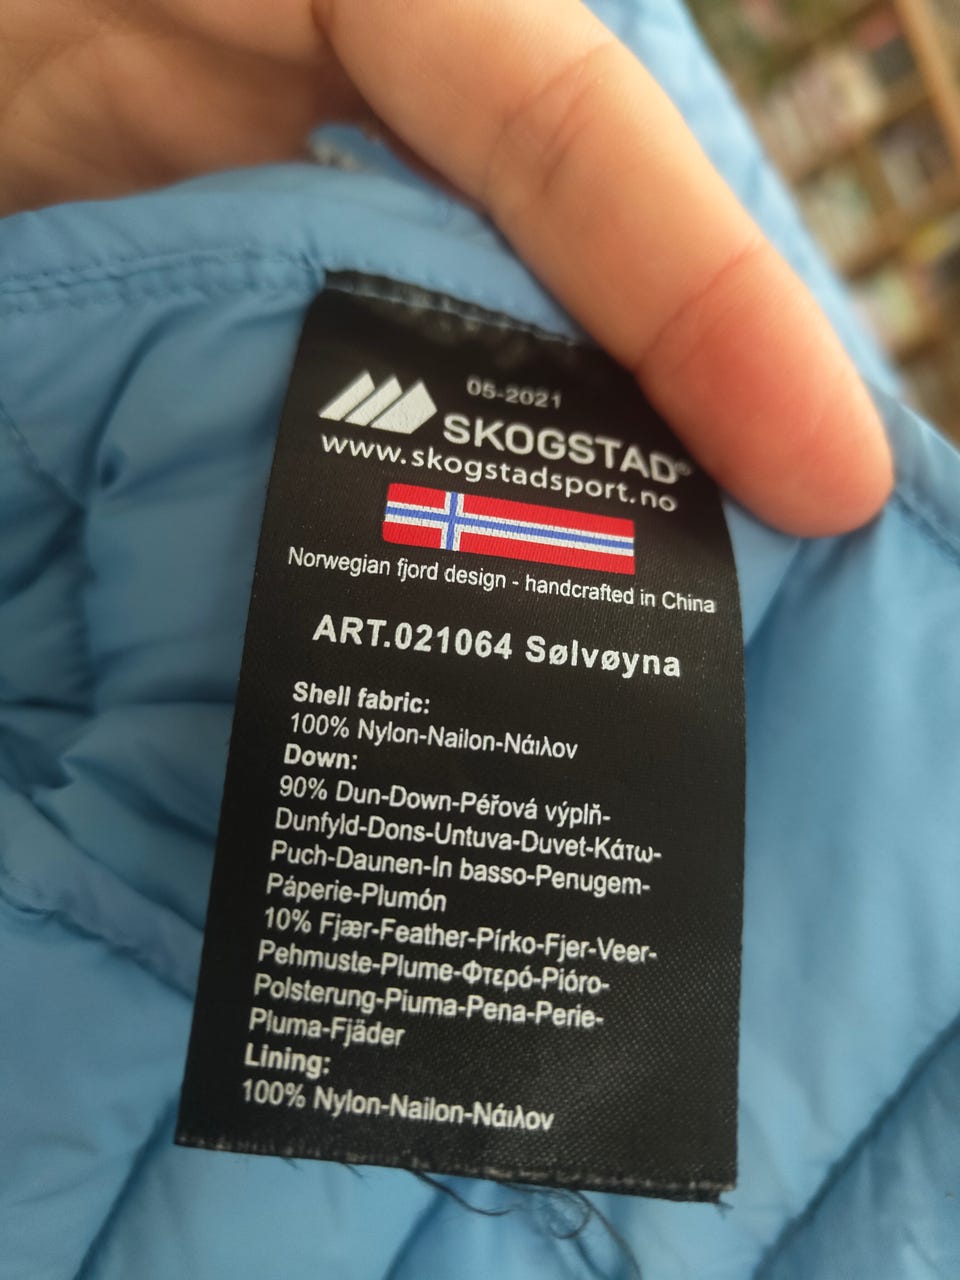 05-2021
SKOGSTAD®
www.skogstadsport.no
Norwegian fjord design - handcrafted in China
ART.021064 Sølvøyna
Shell fabric:
100% Nylon-Nailon-Νάιλον
Down:
90% Dun-Down-Péřová výplň-
Dunfyld-Dons-Untuva-Duvet-Κάτω-
Puch-Daunen-In basso-Penugem-
Páperie-Plumón
10% Fjær-Feather-Pírko-Fjer-Veer-
Pehmuste-Plume-Φτερό-Pióro-
Polsterung-Piuma-Pena-Perie-
Pluma-Fjäder
Lining:
100% Nylon-Nailon-Νάιλον